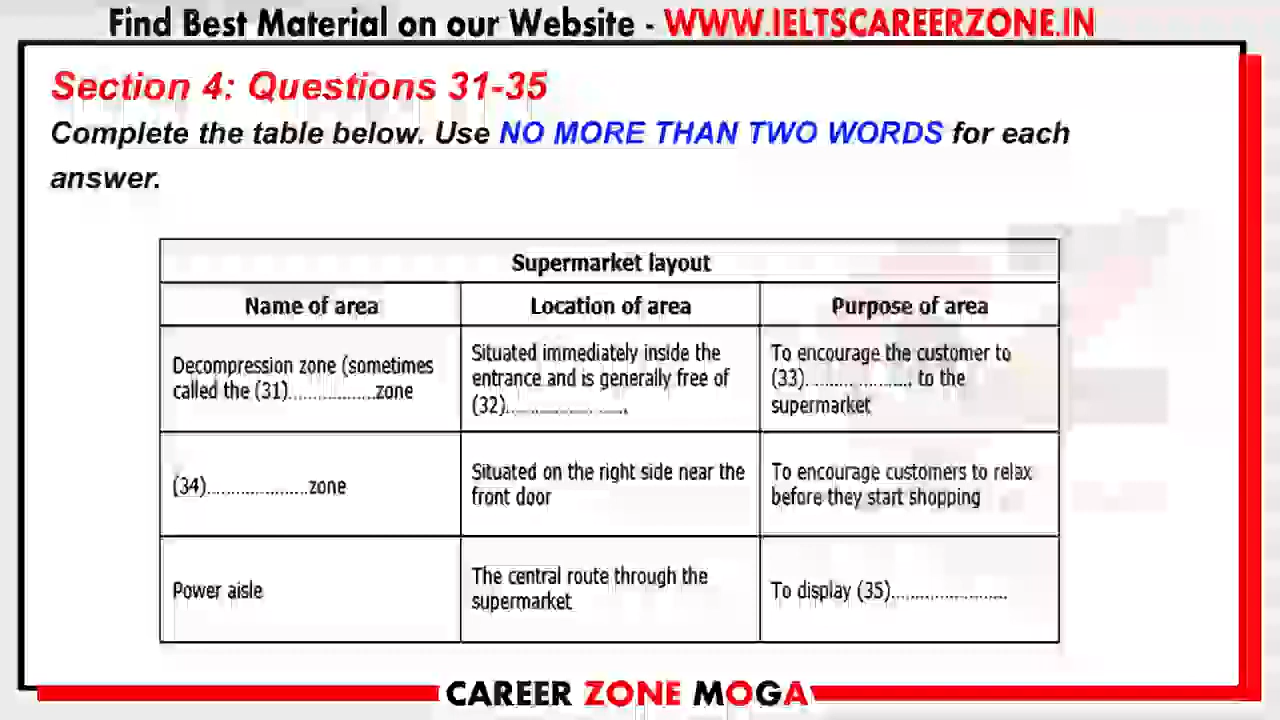 Find Best Material on our Website - WWW.IELTSCAREERZONE.IN
Section 4: Questions 31-35
Complete the table below. Use NO MORE THAN TWO WORDS for each
answer.
Supermarket layout
Name of area
Location of area
Purpose of area
Decompression zone (sometimes
called the (31)..................zone
Situated immediately inside the
entrance and is generally free of
(32)..................... ......
To encourage the customer to
(33).......... ........... to the
supermarket
(34).....................zone
Situated on the right side near the
front door
To encourage customers to relax
before they start shopping
Power aisle
The central route through the
supermarket
To display (35)........................
CAREER ZONE MOGA